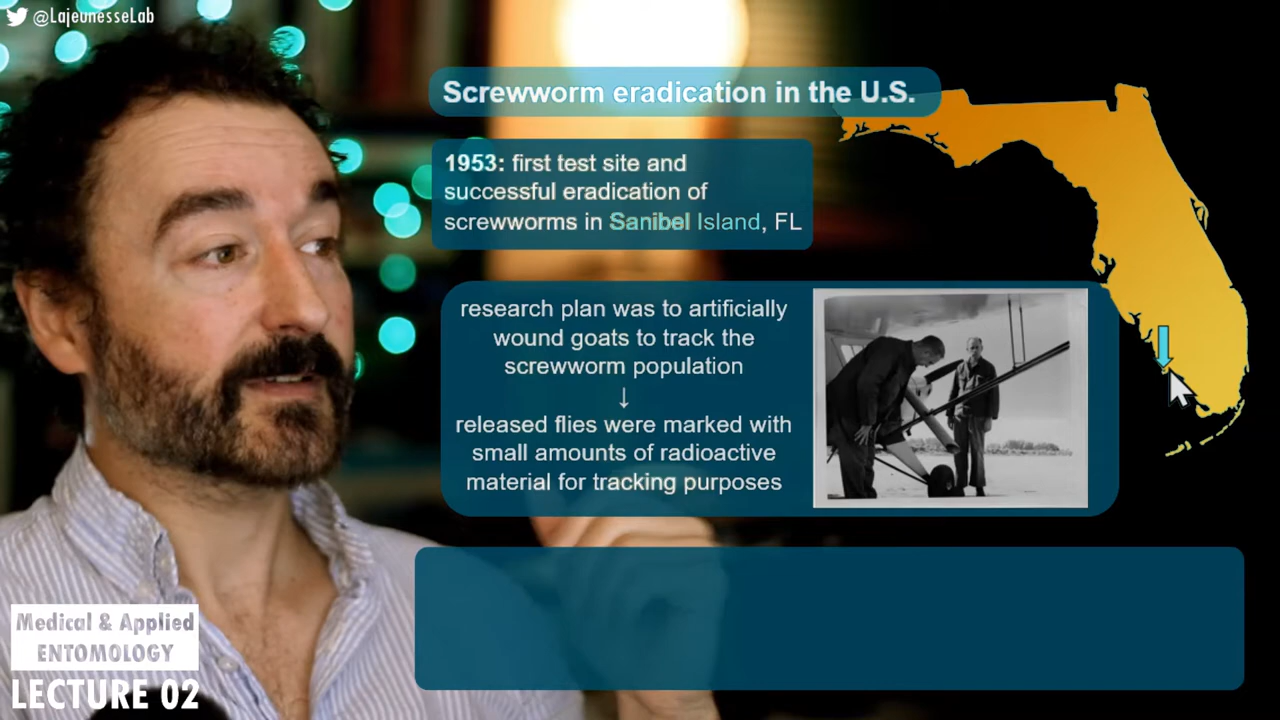 @LajeunesseLab
Screwworm eradication in the U.S.
1953: first test site and
successful eradication of
screwworms in Sanibel Island, FL
research plan was to artificially
wound goats to track the
screwworm population
↓
released flies were marked with
small amounts of radioactive
material for tracking purposes
Medical & Applied
ENTOMOLOGY
LECTURE 02